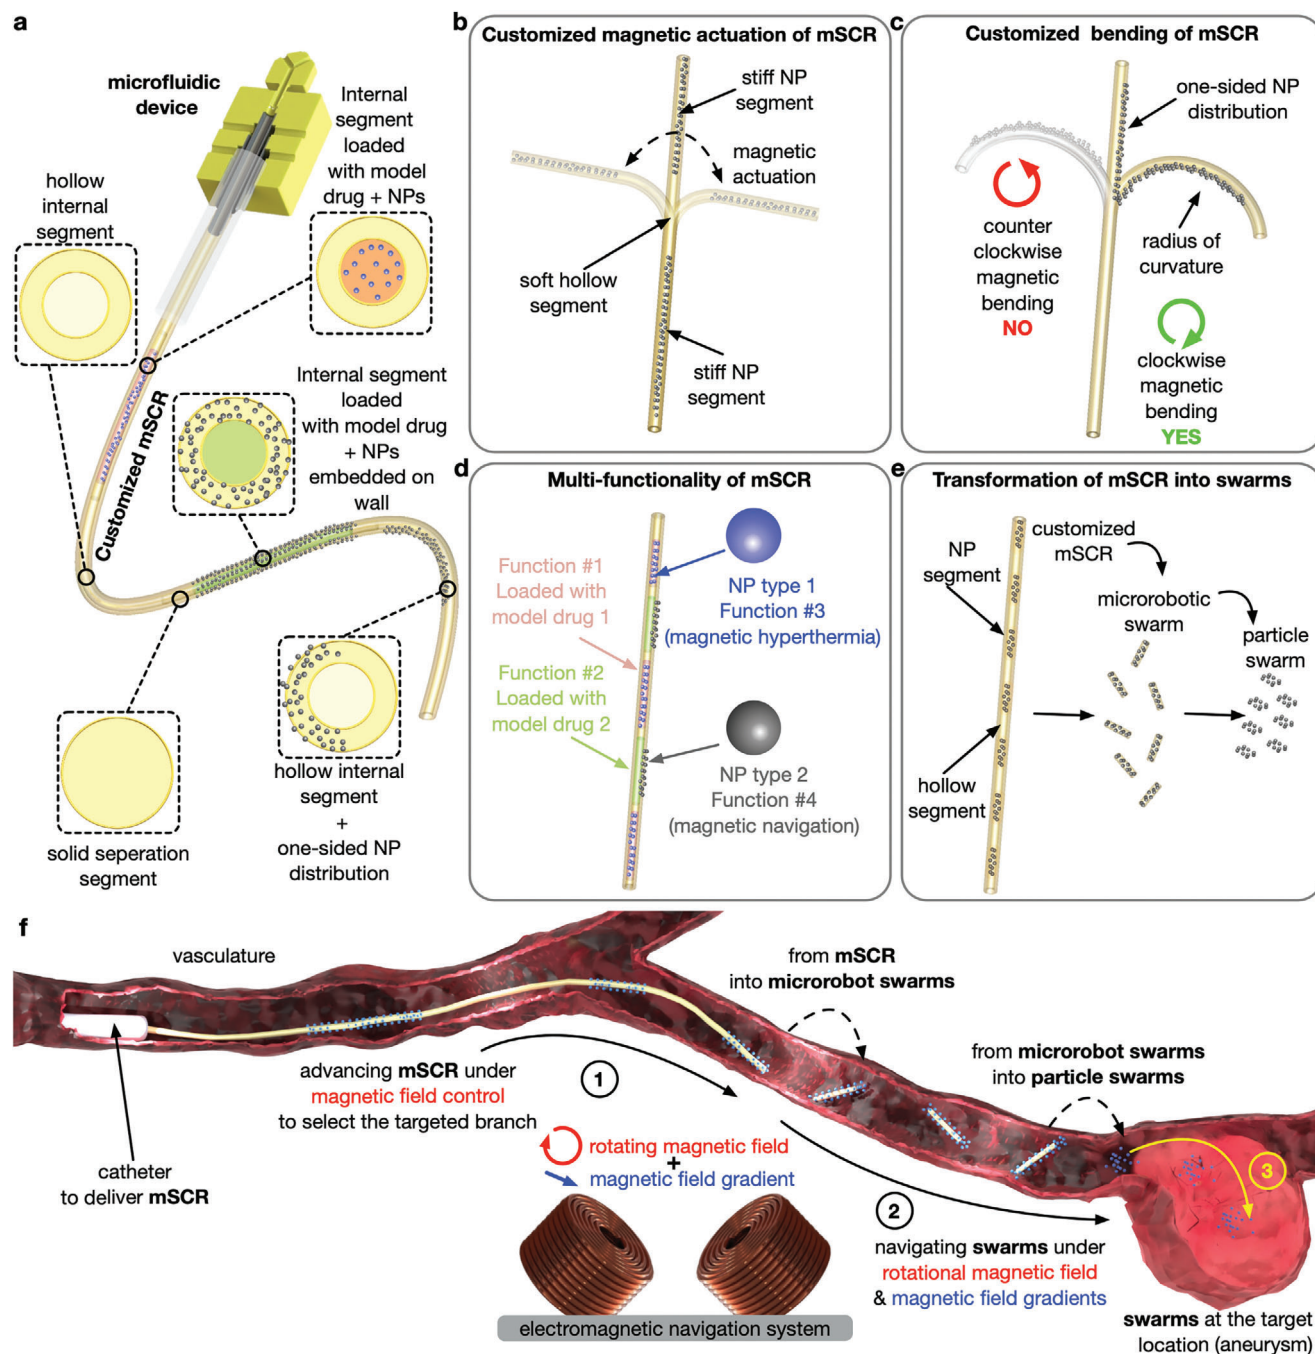 a
microfluidic
device
Internal
segment
loaded
with model
drug + NPs
hollow
internal
segment
Customized mSCR
Internal segment
loaded
with model drug
+ NPs
embedded on
wall
solid seperation
segment
hollow internal
segment
+
one-sided NP
distribution
b
Customized magnetic actuation of mSCR
stiff NP
segment
magnetic
actuation
soft hollow
segment
stiff NP
segment
c
Customized bending of mSCR
one-sided NP
distribution
counter
clockwise
magnetic
bending
NO
radius of
curvature
clockwise
magnetic
bending
YES
d
Multi-functionality of mSCR
Function #1
Loaded with
model drug 1
NP type 1
Function #3
(magnetic hyperthermia)
Function #2
Loaded with
model drug 2
NP type 2
Function #4
(magnetic navigation)
e
Transformation of mSCR into swarms
customized
mSCR
NP
segment
microrobotic
swarm
particle
swarm
hollow
segment
f
vasculature
from mSCR
into microrobot swarms
from microrobot swarms
into particle swarms
advancing mSCR under
magnetic field control
to select the targeted branch
1
catheter
to deliver mSCR
rotating magnetic field
+
magnetic field gradient
electromagnetic navigation system
2
navigating swarms under
rotational magnetic field
& magnetic field gradients
3
swarms at the target
location (aneurysm)